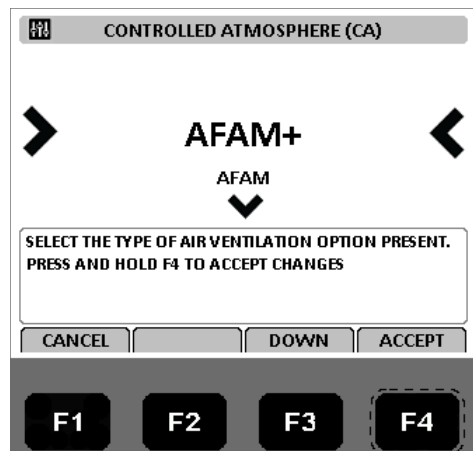 CONTROLLED ATMOSPHERE (CA)
AFAM+
AFAM
SELECT THE TYPE OF AIR VENTILATION OPTION PRESENT.
PRESS AND HOLD F4 TO ACCEPT CHANGES
CANCEL DOWN ACCEPT
F1 F2 F3 F4